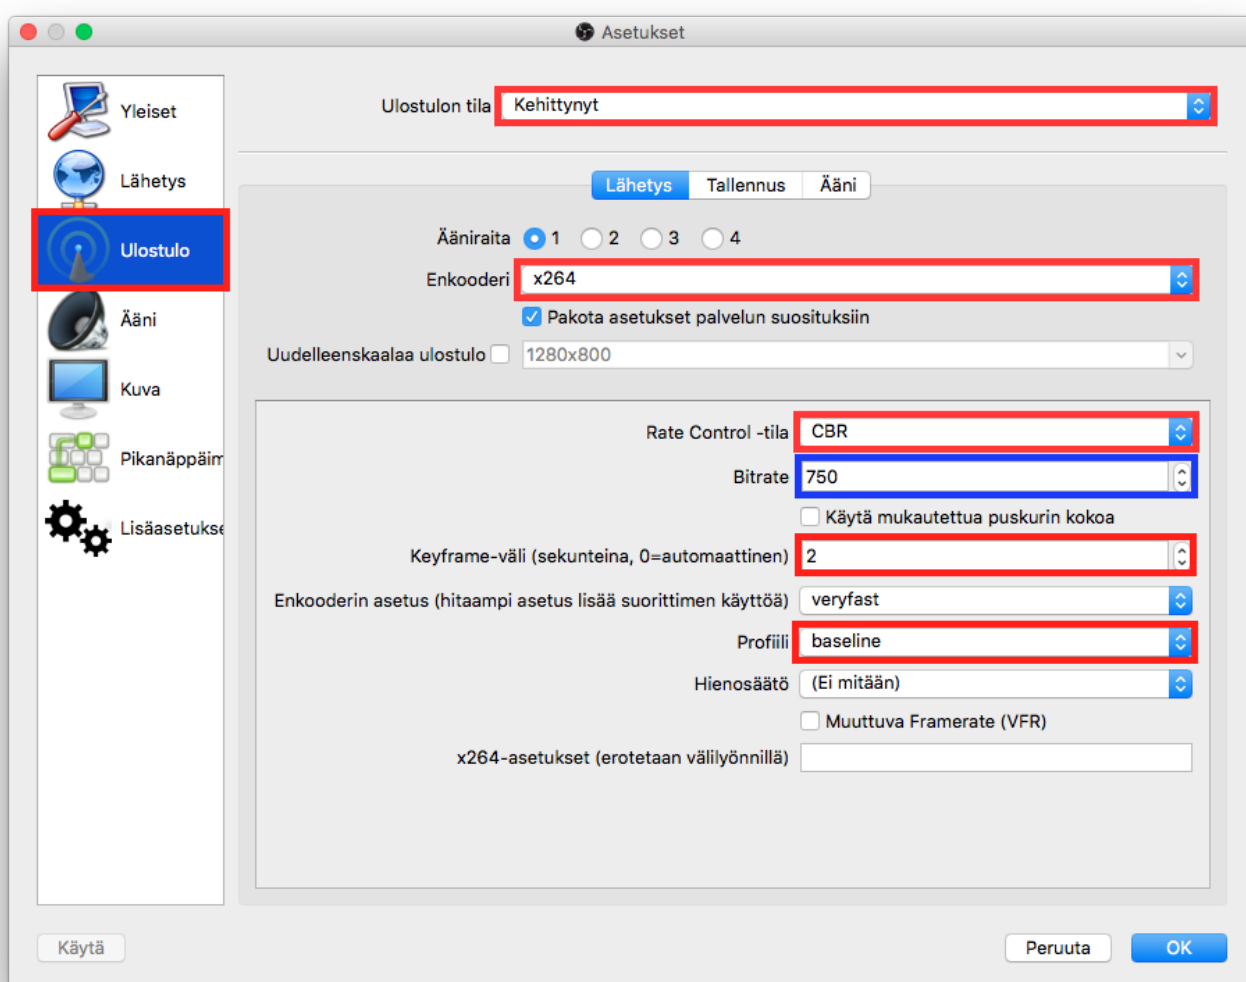 Asetukset
Yleiset
Lähetys
Ulostulo
Ääni
Kuva
Pikanäppäim
Lisäasetukse
Ulostulon tila Kehittynyt
Lähetys Tallennus Ääni
Ääniraita 1 2 3 4
Enkooderi x264
Pakota asetukset palvelun suosituksiin
Uudelleenskaalaa ulostulo 1280x800
Rate Control -tila CBR
Bitrate 750
Käytä mukautettua puskurin kokoa
Keyframe-väli (sekunteina, 0=automaattinen) 2
Enkooderin asetus (hitaampi asetus lisää suorittimen käyttöä) veryfast
Profiili baseline
Hienosäätö (Ei mitään)
Muuttuva Framerate (VFR)
x264-asetukset (erotetaan välilyönnillä)
Käytä Peruuta OK